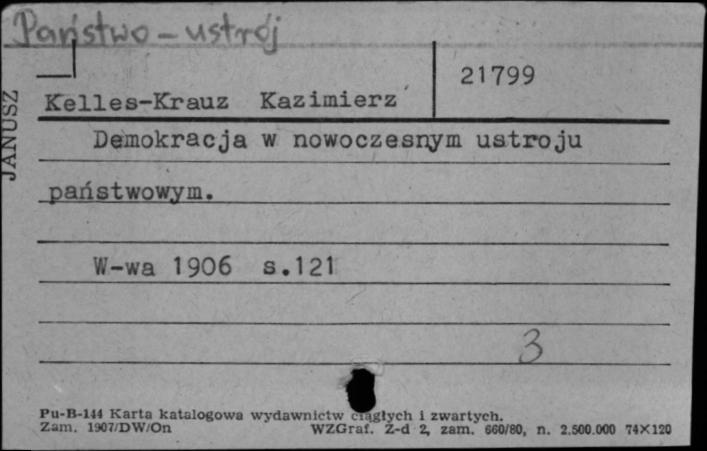 Państwo - ustrój
21799
Kelles-Krauz Kazimierz
JANUSZ
Demokracja w nowoczesnym ustroju
państwowym.
W-wa 1906 s.121
3
Pu-B-144 Karta katalogowa wydawnictw ciągłych i zwartych.
Zam. 1907/DW/On WZGraf. Z-d 2, zam. 660/80, n. 2.500.000 74×120